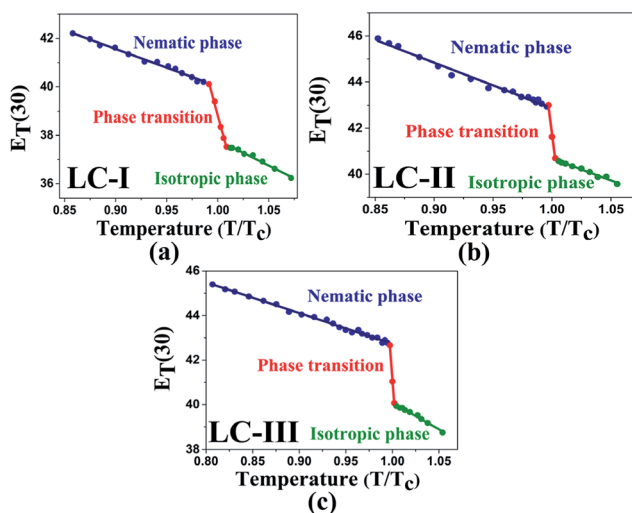 42
40
38
36
E_T(30)
Nematic phase
Phase transition
Isotropic phase
LC-I
0.85 0.90 0.95 1.00 1.05
Temperature (T/T_C)
(a)
46
44
42
40
E_T(30)
Nematic phase
Phase transition
Isotropic phase
LC-II
0.85 0.90 0.95 1.00 1.05
Temperature (T/T_C)
(b)
46
44
42
40
38
E_T(30)
Nematic phase
Phase transition
Isotropic phase
LC-III
0.80 0.85 0.90 0.95 1.00 1.05
Temperature (T/T_C)
(c)